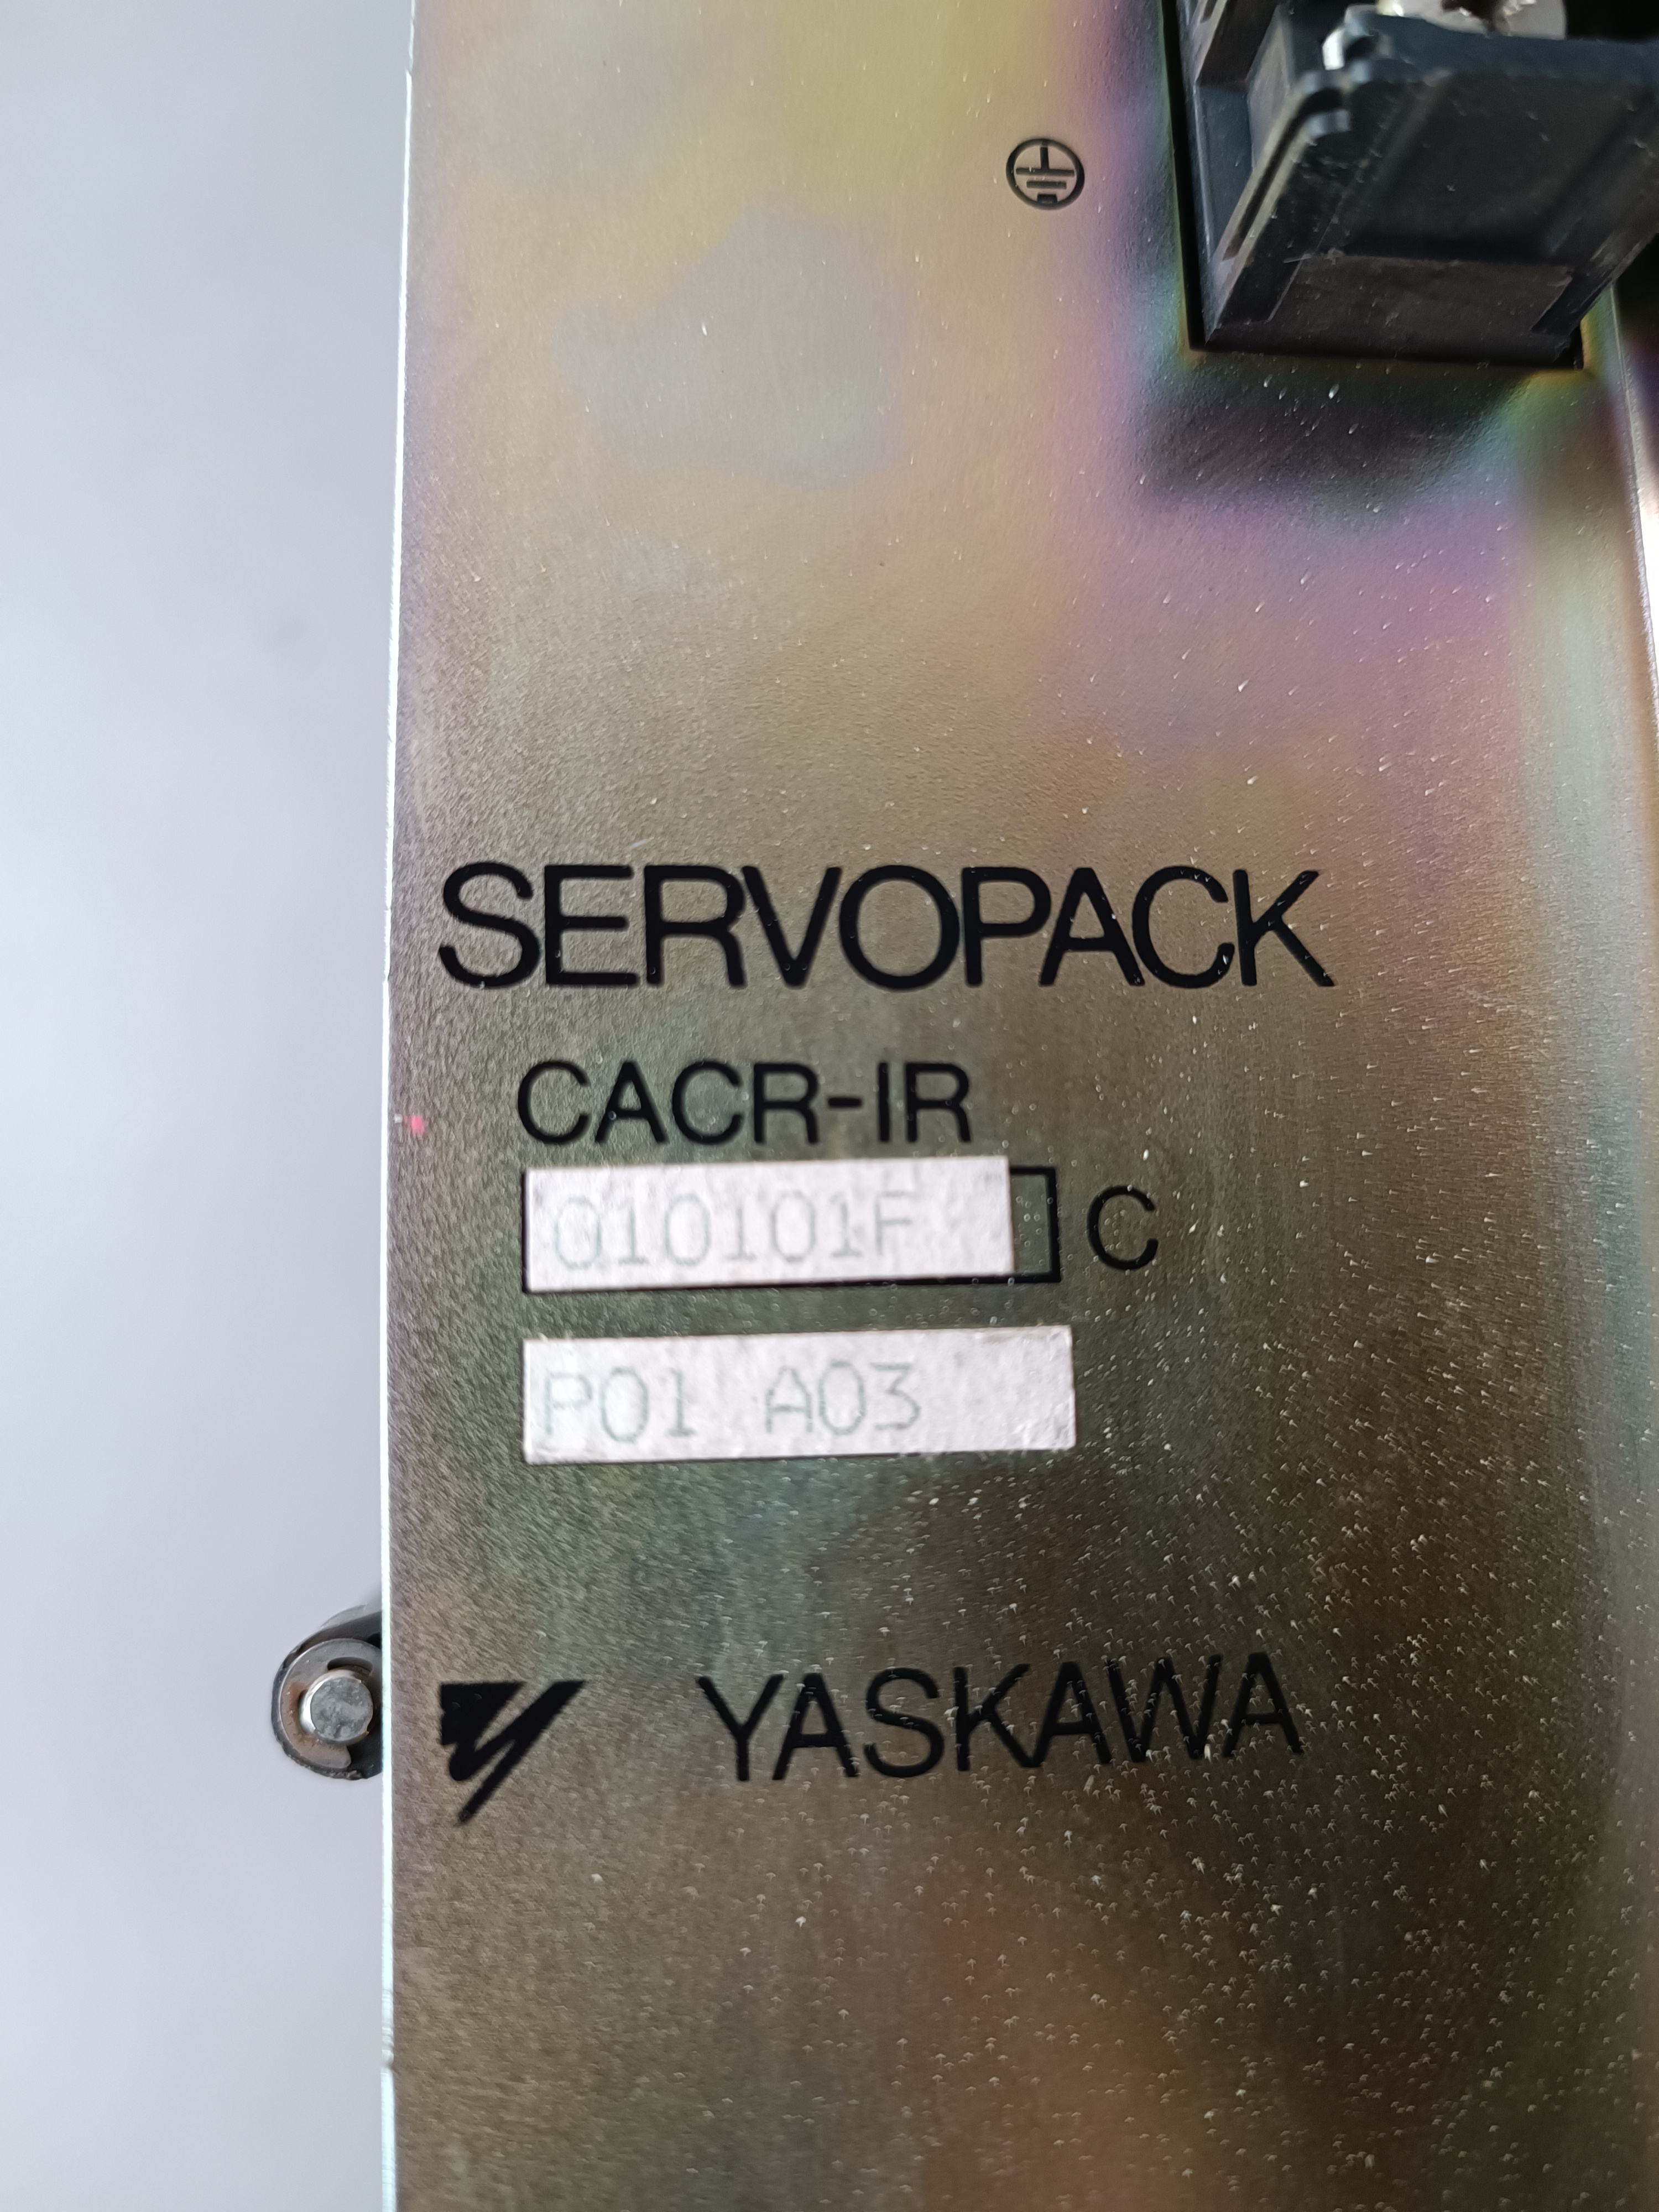 SERVOPACK
CACR-IR
010101F C
P01 A03
YASKAWA